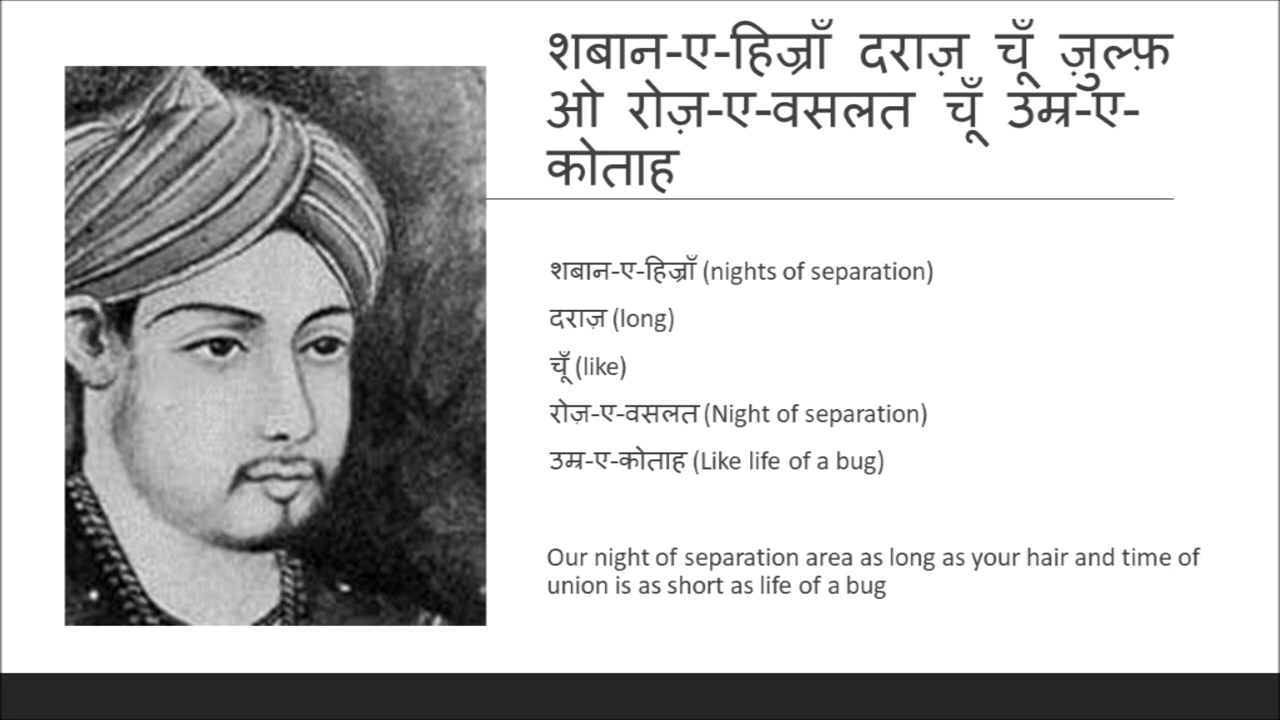 शबान-ए-हिज्राँ दराज़ चूँ ज़ुल्फ़
ओ रोज़-ए-वसलत चूँ उम्र-ए-
कोताह
शबान-ए-हिज्राँ (nights of separation)
दराज़ (long)
चूँ (like)
रोज़-ए-वसलत (Night of separation)
उम्र-ए-कोताह (Like life of a bug)
Our night of separation area as long as your hair and time of
union is as short as life of a bug